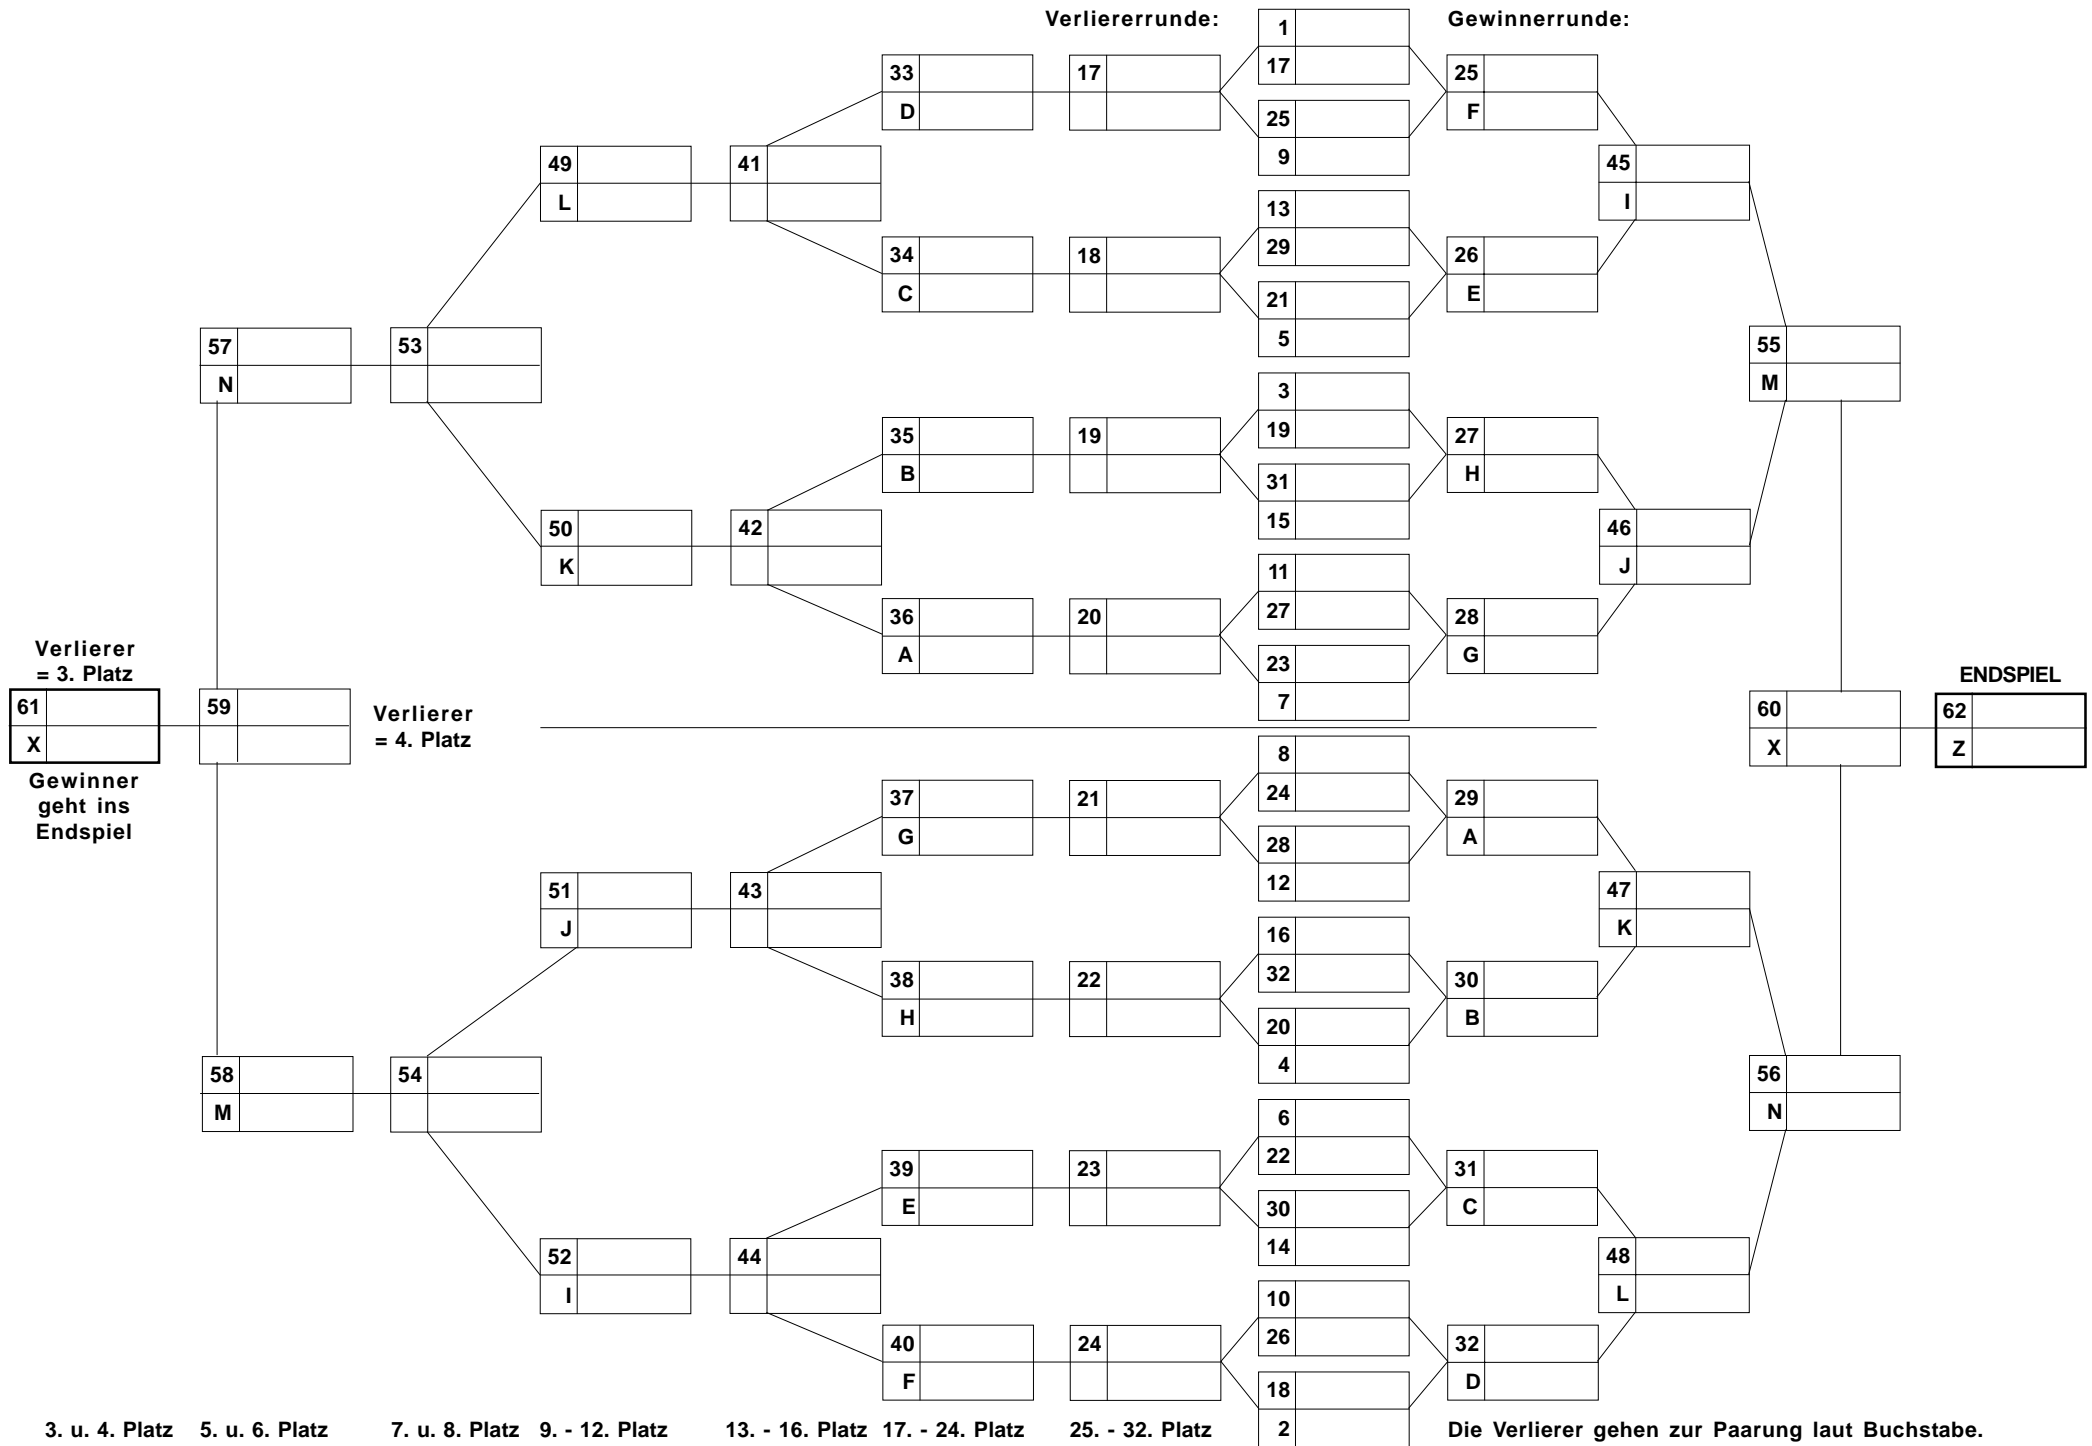 Verliererrunde: Gewinnerrunde:
1
33 17 17 25
D F
25
49 41 9 45
L I
13
34 18 29 26
C E
21
57 53 5 55
N M
3
35 19 19 27
B H
31
50 42 15 46
K J
11
36 20 27 28
A G
Verlierer
= 3. Platz
23
ENDSPIEL
61 59 7 60 62
X X Z
Verlierer
= 4. Platz
Gewinner
geht ins
Endspiel
8
37 21 24 29
G A
28
51 43 12 47
J K
16
38 22 32 30
H B
20
58 54 4 56
M N
6
39 23 22 31
E C
30
52 44 14 48
I L
10
40 24 26 32
F D
18
2
3. u. 4. Platz 5. u. 6. Platz 7. u. 8. Platz 9. - 12. Platz 13. - 16. Platz 17. - 24. Platz 25. - 32. Platz Die Verlierer gehen zur Paarung laut Buchstabe.